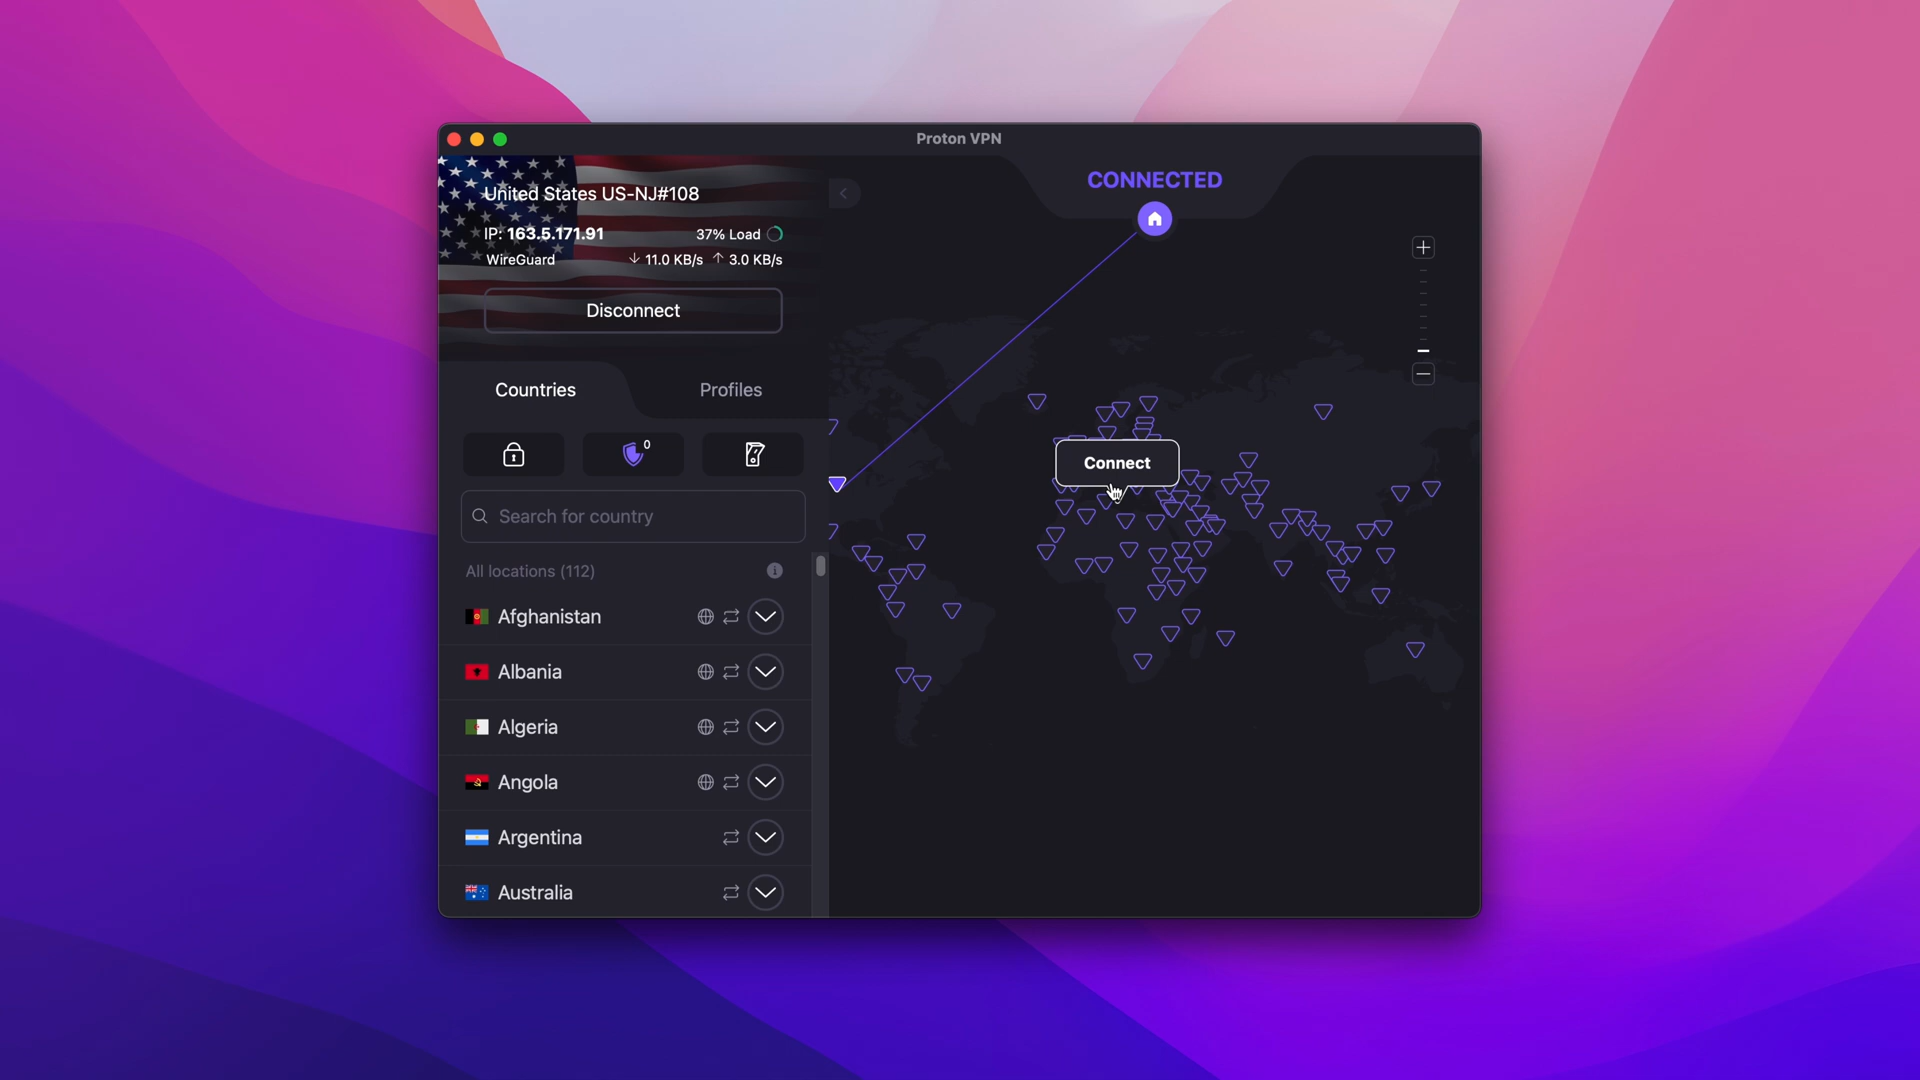 Proton VPN
United States US-NJ#108
IP: 163.5.171.91 37% Load
WireGuard ↓ 11.0 KB/s ↑ 3.0 KB/s
Disconnect
Countries Profiles
0
Search for country
All locations (112)
Afghanistan
Albania
Algeria
Angola
Argentina
Australia
CONNECTED
Connect